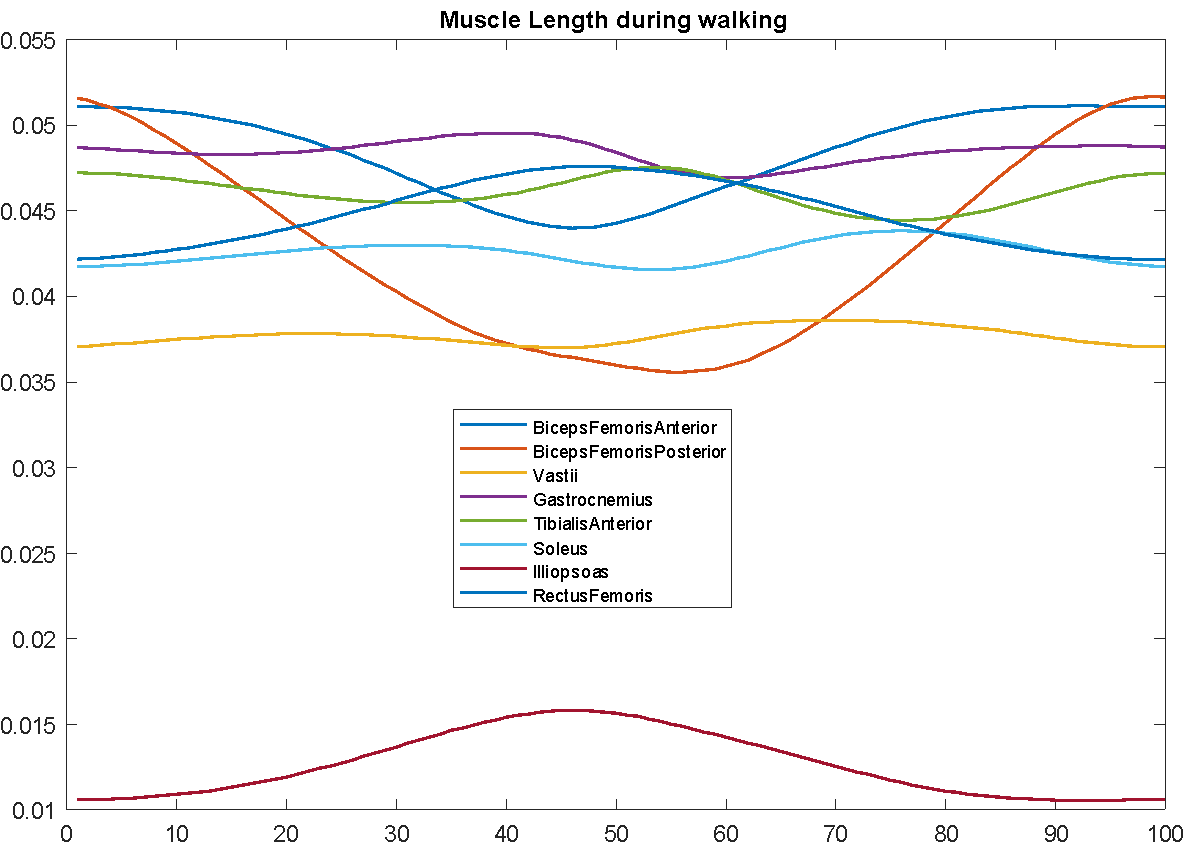 Muscle Length during walking
0.055
0.05
0.045
0.04
0.035
0.03
0.025
0.02
0.015
0.01
BicepsFemorisAnterior
BicepsFemorisPosterior
Vastii
Gastrocnemius
TibialisAnterior
Soleus
Illiopsoas
RectusFemoris
0 10 20 30 40 50 60 70 80 90 100